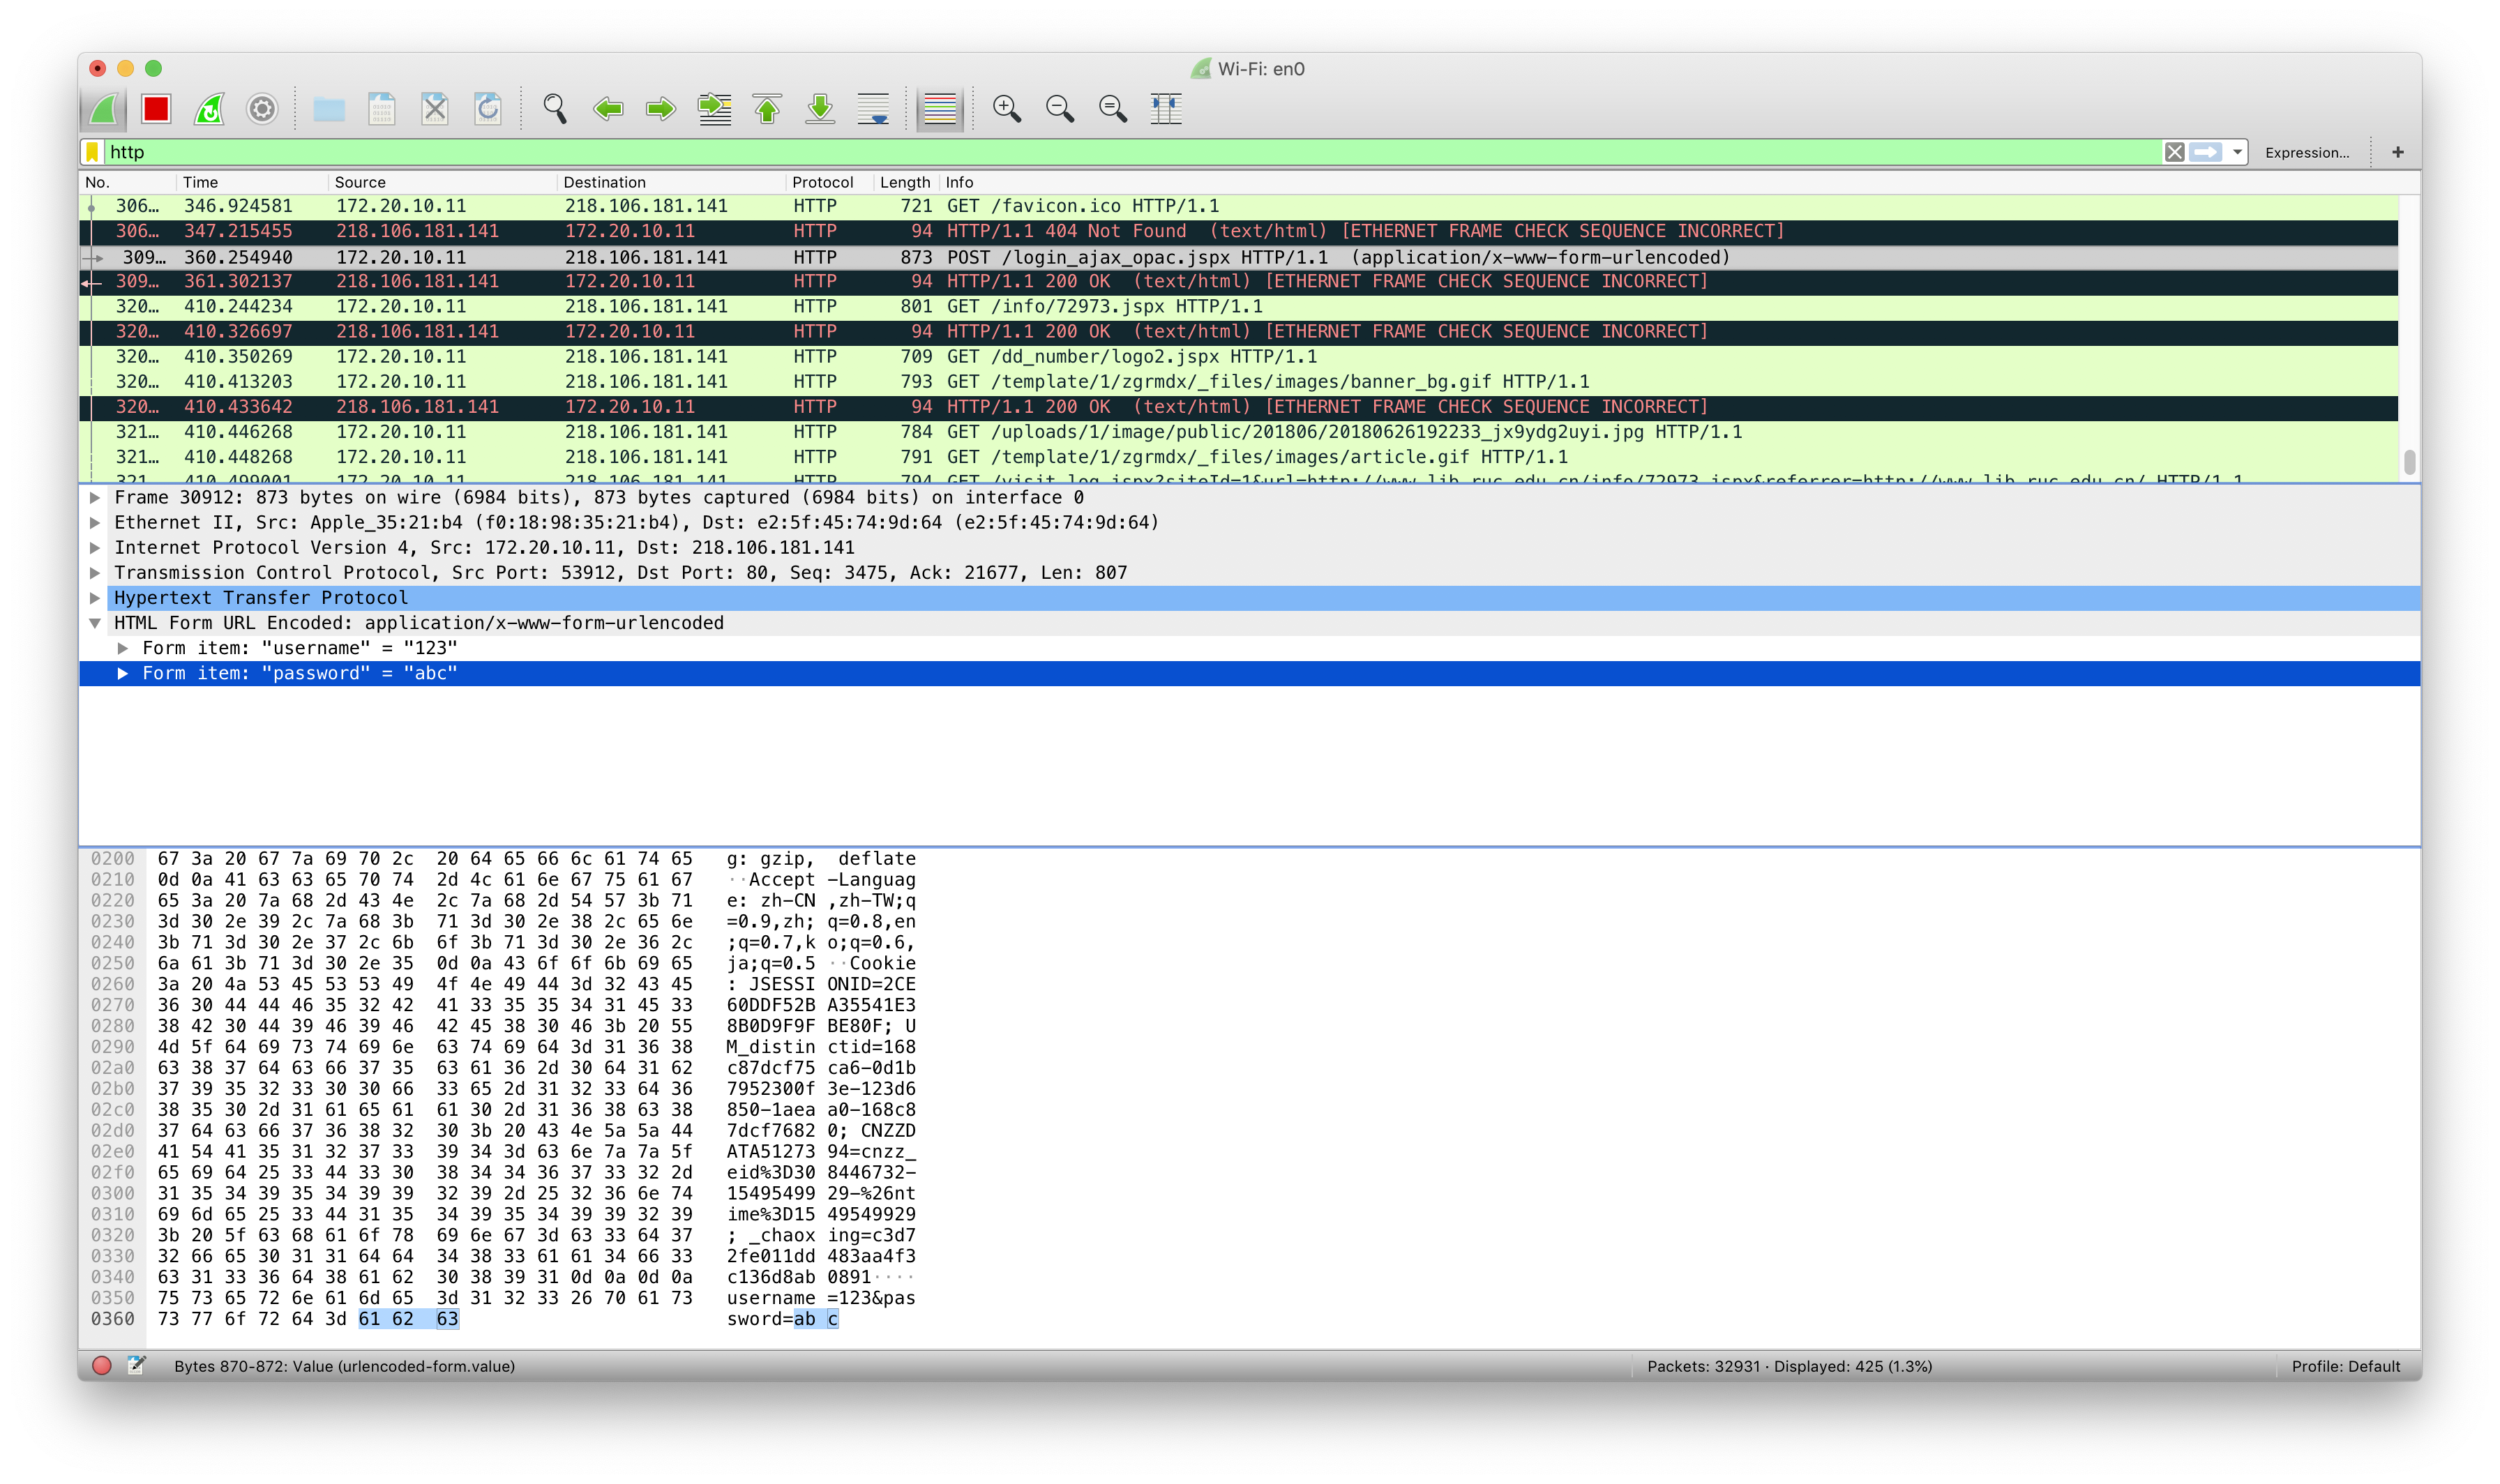 Wi-Fi: en0
http
Expression...
+
No. Time Source Destination Protocol Length Info
306… 346.924581 172.20.10.11 218.106.181.141 HTTP 721 GET /favicon.ico HTTP/1.1
306… 347.215455 218.106.181.141 172.20.10.11 HTTP 94 HTTP/1.1 404 Not Found (text/html) [ETHERNET FRAME CHECK SEQUENCE INCORRECT]
309… 360.254940 172.20.10.11 218.106.181.141 HTTP 873 POST /login_ajax_opac.jspx HTTP/1.1 (application/x-www-form-urlencoded)
309… 361.302137 218.106.181.141 172.20.10.11 HTTP 94 HTTP/1.1 200 OK (text/html) [ETHERNET FRAME CHECK SEQUENCE INCORRECT]
320… 410.244234 172.20.10.11 218.106.181.141 HTTP 801 GET /info/72973.jspx HTTP/1.1
320… 410.326697 218.106.181.141 172.20.10.11 HTTP 94 HTTP/1.1 200 OK (text/html) [ETHERNET FRAME CHECK SEQUENCE INCORRECT]
320… 410.350269 172.20.10.11 218.106.181.141 HTTP 709 GET /dd_number/logo2.jspx HTTP/1.1
320… 410.413203 172.20.10.11 218.106.181.141 HTTP 793 GET /template/1/zgrmdx/_files/images/banner_bg.gif HTTP/1.1
320… 410.433642 218.106.181.141 172.20.10.11 HTTP 94 HTTP/1.1 200 OK (text/html) [ETHERNET FRAME CHECK SEQUENCE INCORRECT]
321… 410.446268 172.20.10.11 218.106.181.141 HTTP 784 GET /uploads/1/image/public/201806/20180626192233_jx9ydg2uyi.jpg HTTP/1.1
321… 410.448268 172.20.10.11 218.106.181.141 HTTP 791 GET /template/1/zgrmdx/_files/images/article.gif HTTP/1.1
321… 410.499001 172.20.10.11 218.106.181.141 HTTP 794 GET /visit_log.jspx?siteId=1&url=http://www.lib.ruc.edu.cn/info/72973.jspx&referrer=http://www.lib.ruc.edu.cn/ HTTP/1.1
Frame 30912: 873 bytes on wire (6984 bits), 873 bytes captured (6984 bits) on interface 0
Ethernet II, Src: Apple_35:21:b4 (f0:18:98:35:21:b4), Dst: e2:5f:45:74:9d:64 (e2:5f:45:74:9d:64)
Internet Protocol Version 4, Src: 172.20.10.11, Dst: 218.106.181.141
Transmission Control Protocol, Src Port: 53912, Dst Port: 80, Seq: 3475, Ack: 21677, Len: 807
Hypertext Transfer Protocol
HTML Form URL Encoded: application/x-www-form-urlencoded
Form item: "username" = "123"
Form item: "password" = "abc"
0200 67 3a 20 67 7a 69 70 2c 20 64 65 66 6c 61 74 65 g: gzip, deflate
0210 0d 0a 41 63 63 65 70 74 2d 4c 61 6e 67 75 61 67 ··Accept -Languag
0220 65 3a 20 7a 68 2d 43 4e 2c 7a 68 2d 54 57 3b 71 e: zh-CN ,zh-TW;q
0230 3d 30 2e 39 2c 7a 68 3b 71 3d 30 2e 38 2c 65 6e =0.9,zh; q=0.8,en
0240 3b 71 3d 30 2e 37 2c 6b 6f 3b 71 3d 30 2e 36 2c ;q=0.7,k o;q=0.6,
0250 6a 61 3b 71 3d 30 2e 35 0d 0a 43 6f 6f 6b 69 65 ja;q=0.5 ··Cookie
0260 3a 20 4a 53 45 53 53 49 4f 4e 49 44 3d 32 43 45 : JSESSI ONID=2CE
0270 36 30 44 44 46 35 32 42 41 33 35 35 34 31 45 33 60DDF52B A35541E3
0280 38 42 30 44 39 46 39 46 42 45 38 30 46 3b 20 55 8B0D9F9F BE80F; U
0290 4d 5f 64 69 73 74 69 6e 63 74 69 64 3d 31 36 38 M_distin ctid=168
02a0 63 38 37 64 63 66 37 35 63 61 36 2d 30 64 31 62 c87dcf75 ca6-0d1b
02b0 37 39 35 32 33 30 30 66 33 65 2d 31 32 33 64 36 7952300f 3e-123d6
02c0 38 35 30 2d 31 61 65 61 61 30 2d 31 36 38 63 38 850-1aea a0-168c8
02d0 37 64 63 66 37 36 38 32 30 3b 20 43 4e 5a 5a 44 7dcf7682 0; CNZZD
02e0 41 54 41 35 31 32 37 33 39 34 3d 63 6e 7a 7a 5f ATA51273 94=cnzz_
02f0 65 69 64 25 33 44 33 30 38 34 34 36 37 33 32 2d eid%3D30 8446732-
0300 31 35 34 39 35 34 39 39 32 39 2d 25 32 36 6e 74 15495499 29-%26nt
0310 69 6d 65 25 33 44 31 35 34 39 35 34 39 39 32 39 ime%3D15 49549929
0320 3b 20 5f 63 68 61 6f 78 69 6e 67 3d 63 33 64 37 ; _chaox ing=c3d7
0330 32 66 65 30 31 31 64 64 34 38 33 61 61 34 66 33 2fe011dd 483aa4f3
0340 63 31 33 36 64 38 61 62 30 38 39 31 0d 0a 0d 0a c136d8ab 0891····
0350 75 73 65 72 6e 61 6d 65 3d 31 32 33 26 70 61 73 username =123&pas
0360 73 77 6f 72 64 3d 61 62 63 sword=ab c
Bytes 870-872: Value (urlencoded-form.value)
Packets: 32931 · Displayed: 425 (1.3%)
Profile: Default